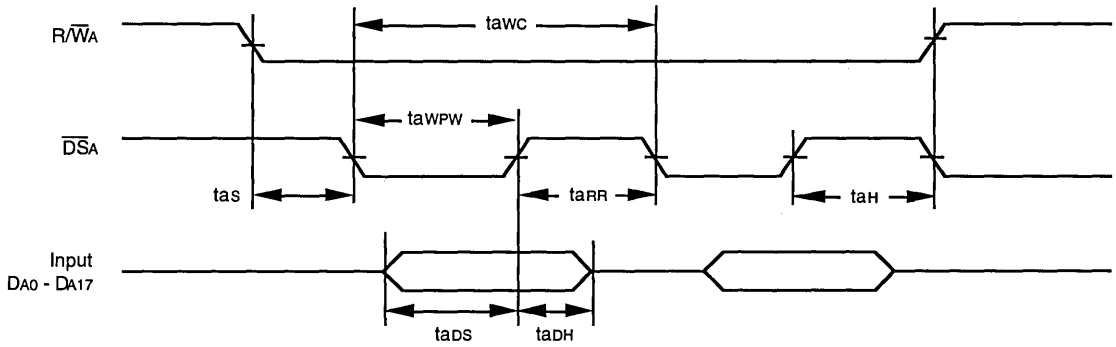 R/W̅A
taWC
taWPW
D̅S̅A
taS
taRR
taH
Input
DA0 - DA17
taDS
taDH